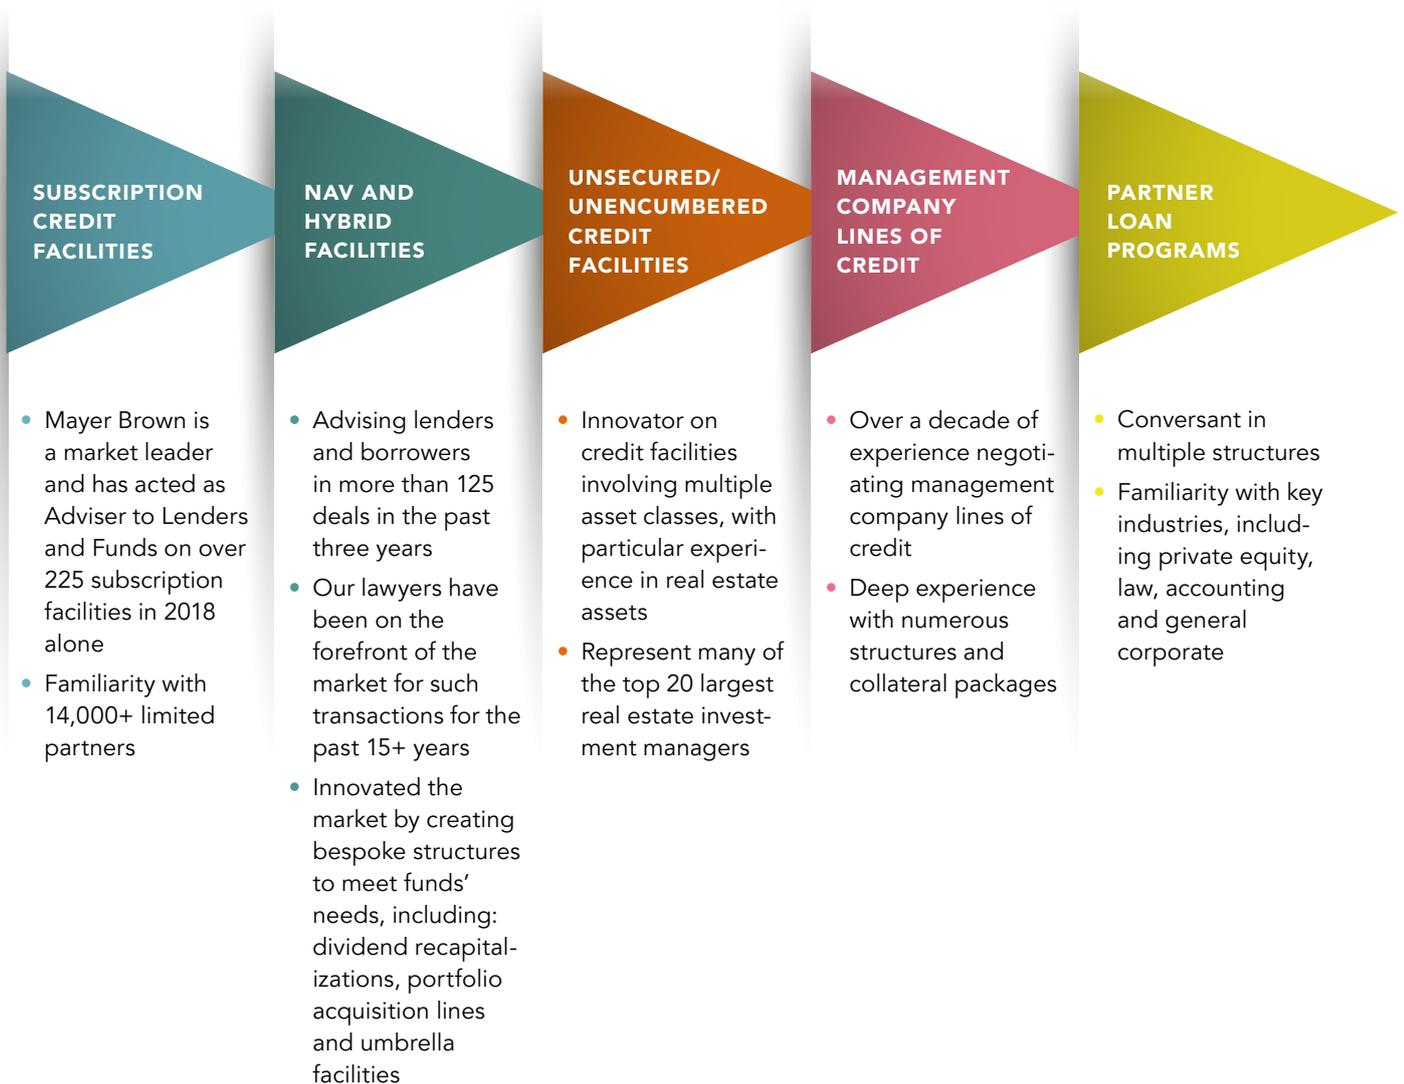 SUBSCRIPTION
CREDIT
FACILITIES
• Mayer Brown is
a market leader
and has acted as
Adviser to Lenders
and Funds on over
225 subscription
facilities in 2018
alone
• Familiarity with
14,000+ limited
partners
NAV AND
HYBRID
FACILITIES
• Advising lenders
and borrowers
in more than 125
deals in the past
three years
• Our lawyers have
been on the
forefront of the
market for such
transactions for the
past 15+ years
• Innovated the
market by creating
bespoke structures
to meet funds’
needs, including:
dividend recapital-
izations, portfolio
acquisition lines
and umbrella
facilities
UNSECURED/
UNENCUMBERED
CREDIT
FACILITIES
• Innovator on
credit facilities
involving multiple
asset classes, with
particular experi-
ence in real estate
assets
• Represent many of
the top 20 largest
real estate invest-
ment managers
MANAGEMENT
COMPANY
LINES OF
CREDIT
• Over a decade of
experience negoti-
ating management
company lines of
credit
• Deep experience
with numerous
structures and
collateral packages
PARTNER
LOAN
PROGRAMS
• Conversant in
multiple structures
• Familiarity with key
industries, includ-
ing private equity,
law, accounting
and general
corporate